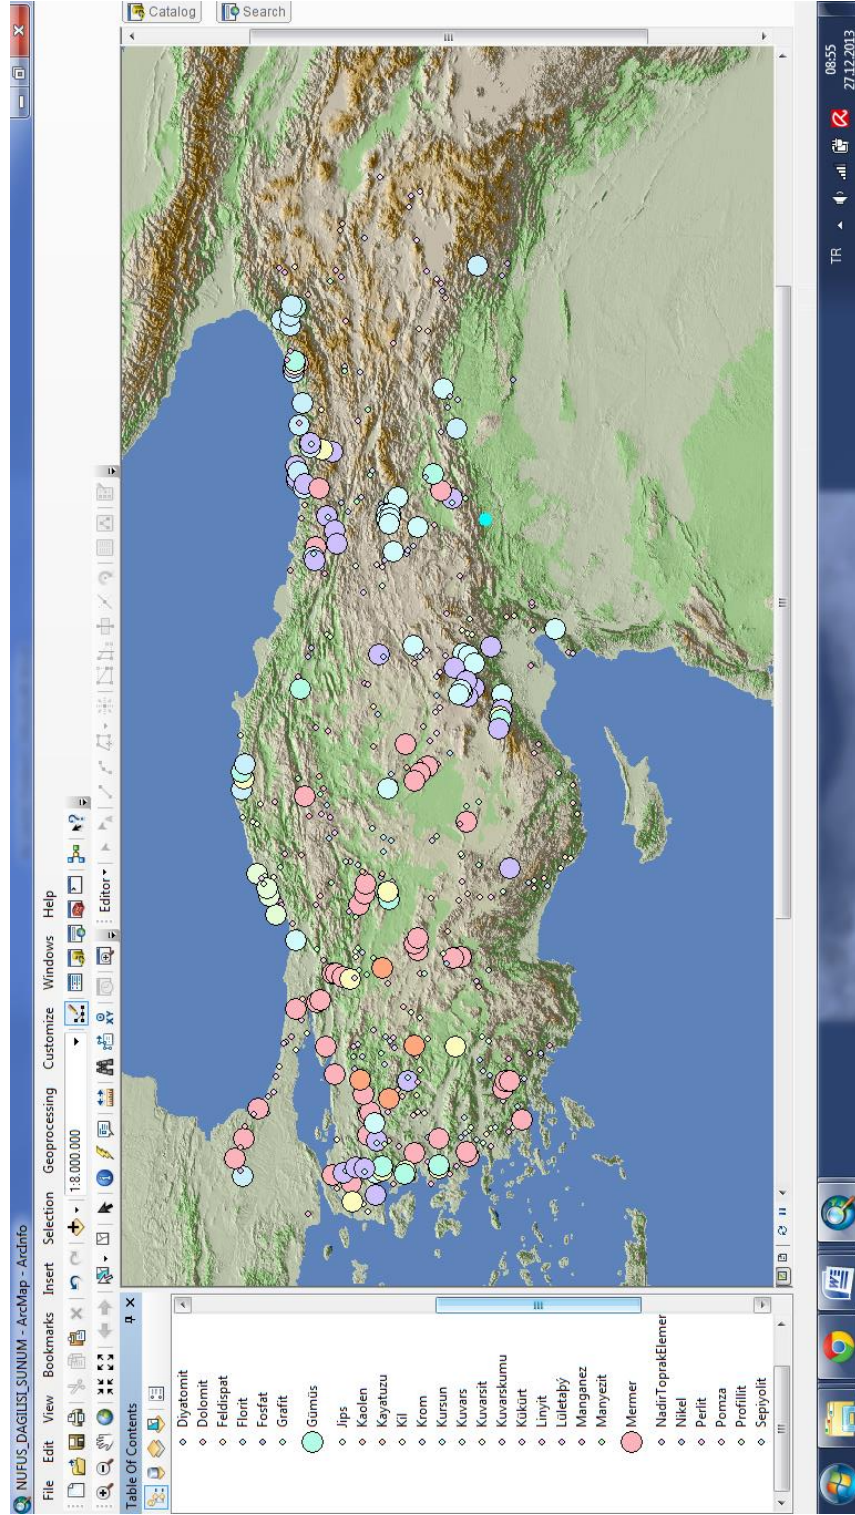 NUFUS_DAGILISI_SUNUM - ArcMap - ArcInfo
File Edit View Bookmarks Insert Selection Geoprocessing Customize Windows Help
1:8.000.000
Editor
Table Of Contents
Diyatomit
Dolomit
Feldispat
Florit
Fosfat
Grafit
Gümüs
Jips
Kaolen
Kayatuzu
Kil
Krom
Kursun
Kuvars
Kuvarsit
Kuvarskumu
Kükürt
Linyit
Lületaþý
Manganez
Manyezit
Mermer
NadirToprakElemer
Nikel
Perlit
Pomza
Profillit
Sepiyolit
Catalog
Search
TR
08:55
27.12.2013